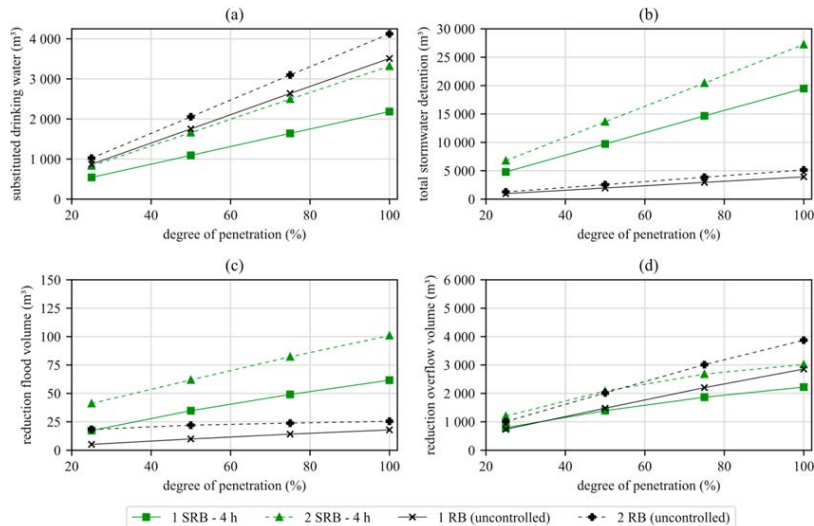 (a)
substituted drinking water (m³)
4 000
3 000
2 000
1 000
0
20
40
60
80
100
degree of penetration (%)
(b)
total stormwater detention (m³)
30 000
25 000
20 000
15 000
10 000
5 000
0
20
40
60
80
100
degree of penetration (%)
(c)
reduction flood volume (m³)
150
125
100
75
50
25
0
20
40
60
80
100
degree of penetration (%)
(d)
reduction overflow volume (m³)
6 000
5 000
4 000
3 000
2 000
1 000
0
20
40
60
80
100
degree of penetration (%)
1 SRB - 4 h
2 SRB - 4 h
1 RB (uncontrolled)
2 RB (uncontrolled)